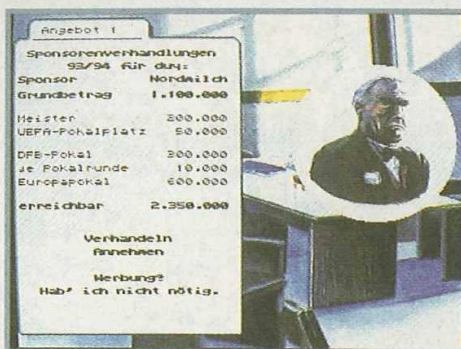 Angebot 1
Sponsorenverhandlungen
93/94 für duy:
Sponsor Nordmilch
Grundbetrag 1.100.000
Meister 300.000
UEFA-Pokalplatz 50.000
DFB-Pokal 300.000
je Pokalrunde 10.000
Europapokal 600.000
erreichbar 2.350.000
Verhandeln
Annehmen
Werbung?
Hab' ich nicht nötig.